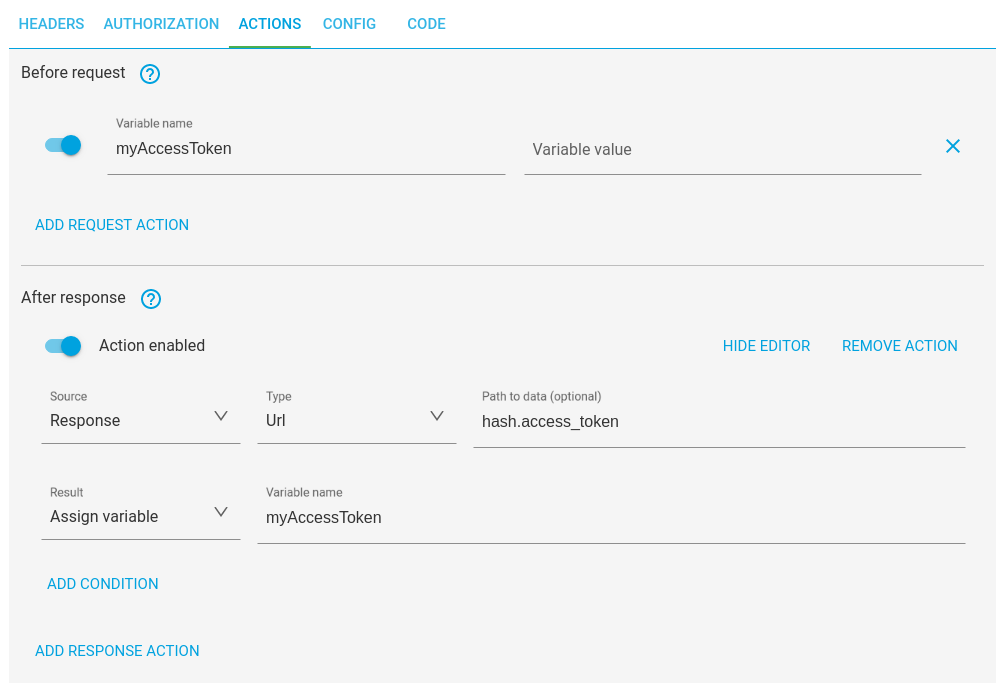 HEADERS AUTHORIZATION ACTIONS CONFIG CODE
Before request ?
Variable name
myAccessToken
Variable value
ADD REQUEST ACTION
After response ?
Action enabled HIDE EDITOR REMOVE ACTION
Source Type Path to data (optional)
Response Url hash.access_token
Result Variable name
Assign variable myAccessToken
ADD CONDITION
ADD RESPONSE ACTION